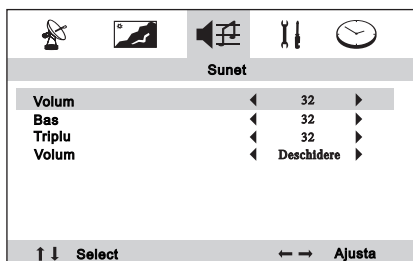 Sunet
Volum 32
Bas 32
Triplu 32
Volum Deschidere
Select Ajusta